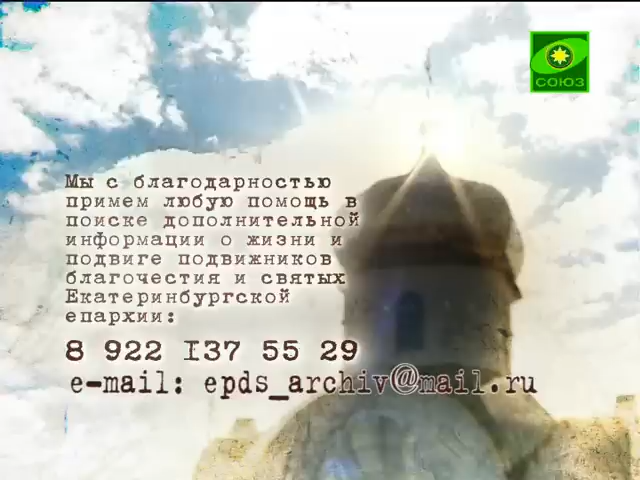 СОЮЗ
Мы с благодарностью
примем любую помощь в
поиске дополнительной
информации о жизни и
подвиге подвижников
благочестия и святых
Екатеринбургской
епархии:
8 922 137 55 29
e-mail: epds_archiv@mail.ru